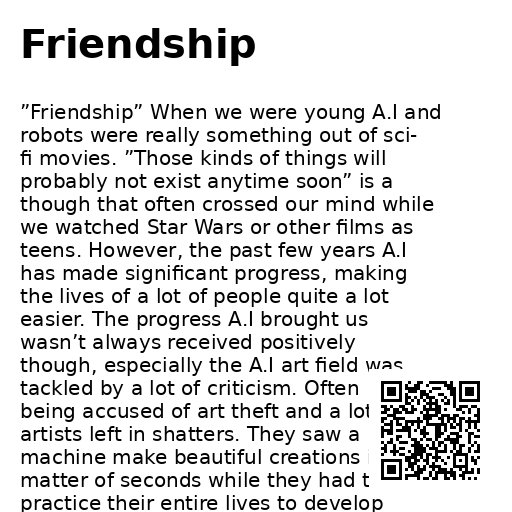 Friendship
”Friendship” When we were young A.I and
robots were really something out of sci-
fi movies. ”Those kinds of things will
probably not exist anytime soon” is a
though that often crossed our mind while
we watched Star Wars or other films as
teens. However, the past few years A.I
has made significant progress, making
the lives of a lot of people quite a lot
easier. The progress A.I brought us
wasn’t always received positively
though, especially the A.I art field was
tackled by a lot of criticism. Often
being accused of art theft and a lot
artists left in shatters. They saw a
machine make beautiful creations
matter of seconds while they had
practice their entire lives to develop